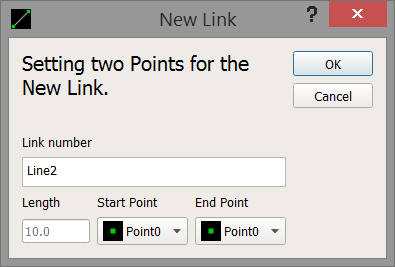 New Link
?
Setting two Points for the
New Link.
OK
Cancel
Link number
Line2
Length Start Point End Point
10.0 Point0 Point0